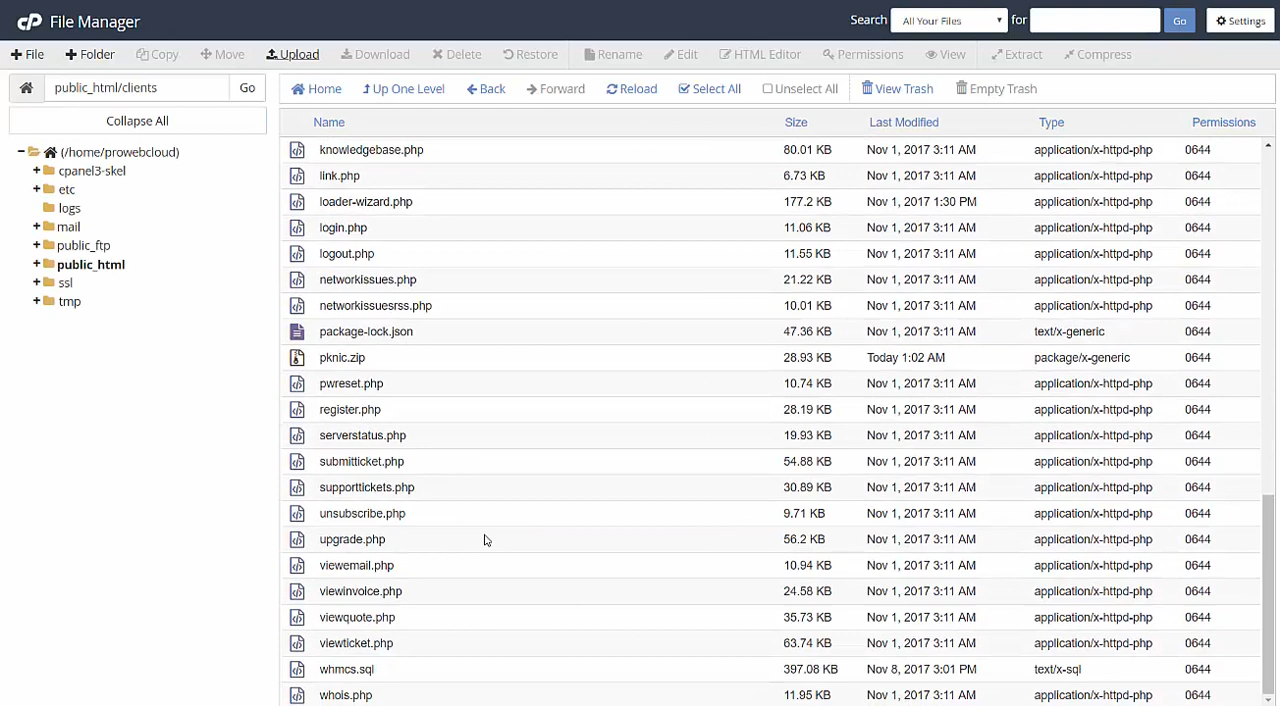 cP File Manager Search All Your Files for Go Settings
File Folder Copy Move Upload Download Delete Restore Rename Edit HTML Editor Permissions View Extract Compress
public_html/clients Go Home Up One Level Back Forward Reload Select All Unselect All View Trash Empty Trash
Collapse All
(/home/prowebcloud)
cpanel3-skel
etc
logs
mail
public_ftp
public_html
ssl
tmp
Name Size Last Modified Type Permissions
knowledgebase.php 80.01 KB Nov 1, 2017 3:11 AM application/x-httpd-php 0644
link.php 6.73 KB Nov 1, 2017 3:11 AM application/x-httpd-php 0644
loader-wizard.php 177.2 KB Nov 1, 2017 1:30 PM application/x-httpd-php 0644
login.php 11.06 KB Nov 1, 2017 3:11 AM application/x-httpd-php 0644
logout.php 11.55 KB Nov 1, 2017 3:11 AM application/x-httpd-php 0644
networkissues.php 21.22 KB Nov 1, 2017 3:11 AM application/x-httpd-php 0644
networkissuesrss.php 10.01 KB Nov 1, 2017 3:11 AM application/x-httpd-php 0644
package-lock.json 47.36 KB Nov 1, 2017 3:11 AM text/x-generic 0644
pknic.zip 28.93 KB Today 1:02 AM package/x-generic 0644
pwreset.php 10.74 KB Nov 1, 2017 3:11 AM application/x-httpd-php 0644
register.php 28.19 KB Nov 1, 2017 3:11 AM application/x-httpd-php 0644
serverstatus.php 19.93 KB Nov 1, 2017 3:11 AM application/x-httpd-php 0644
submitticket.php 54.88 KB Nov 1, 2017 3:11 AM application/x-httpd-php 0644
supporttickets.php 30.89 KB Nov 1, 2017 3:11 AM application/x-httpd-php 0644
unsubscribe.php 9.71 KB Nov 1, 2017 3:11 AM application/x-httpd-php 0644
upgrade.php 56.2 KB Nov 1, 2017 3:11 AM application/x-httpd-php 0644
viewemail.php 10.94 KB Nov 1, 2017 3:11 AM application/x-httpd-php 0644
viewinvoice.php 24.58 KB Nov 1, 2017 3:11 AM application/x-httpd-php 0644
viewquote.php 35.73 KB Nov 1, 2017 3:11 AM application/x-httpd-php 0644
viewticket.php 63.74 KB Nov 1, 2017 3:11 AM application/x-httpd-php 0644
whmcs.sql 397.08 KB Nov 8, 2017 3:01 PM text/x-sql 0644
whois.php 11.95 KB Nov 1, 2017 3:11 AM application/x-httpd-php 0644